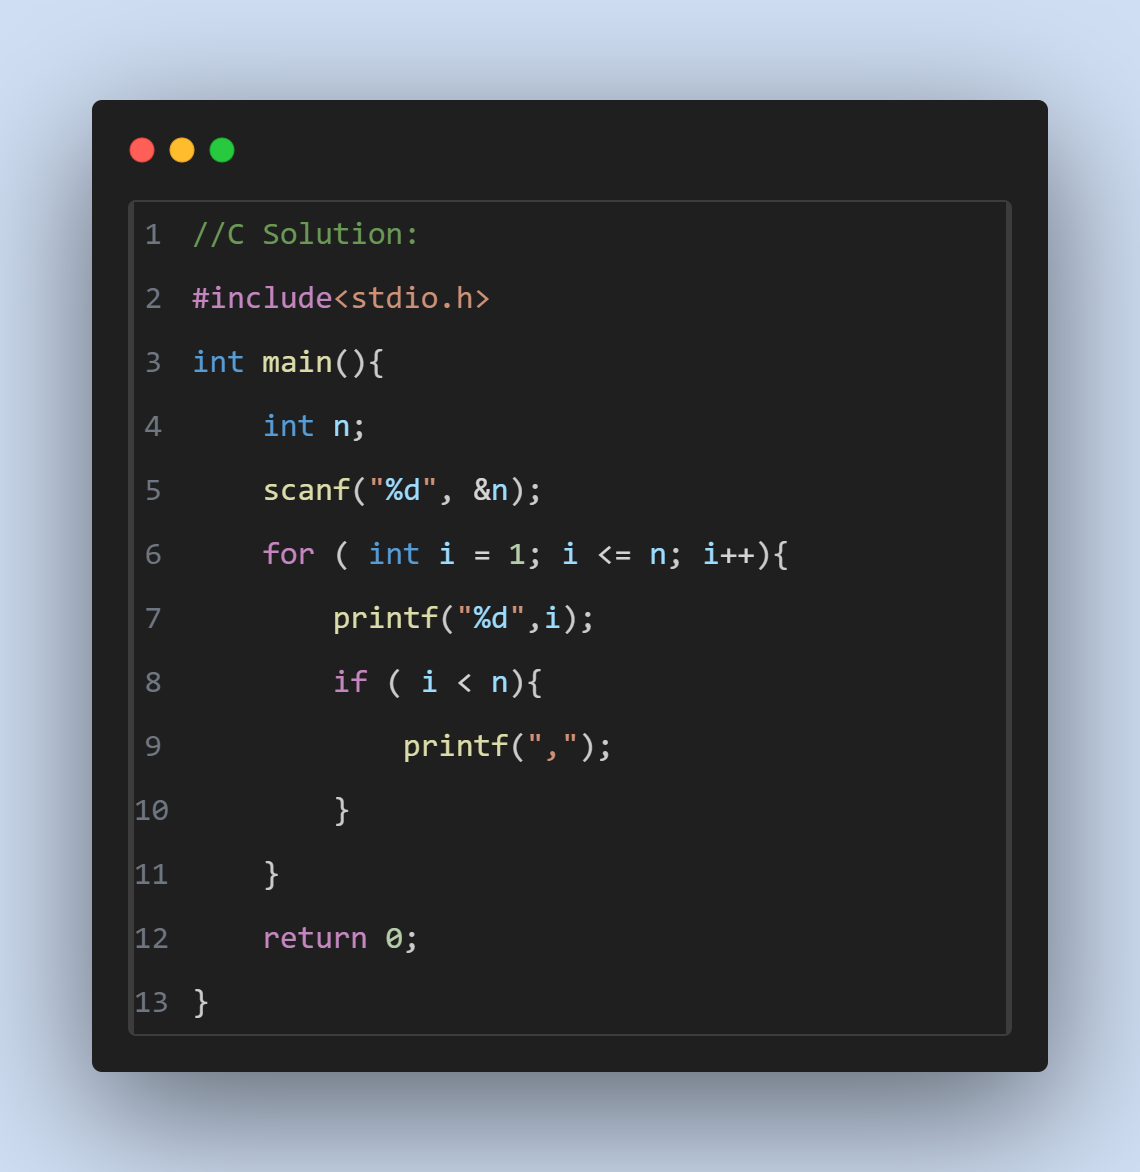 1 //C Solution:
2 #include<stdio.h>
3 int main(){
4     int n;
5     scanf("%d", &n);
6     for ( int i = 1; i <= n; i++){
7         printf("%d",i);
8         if ( i < n){
9             printf(",");
10         }
11     }
12     return 0;
13 }